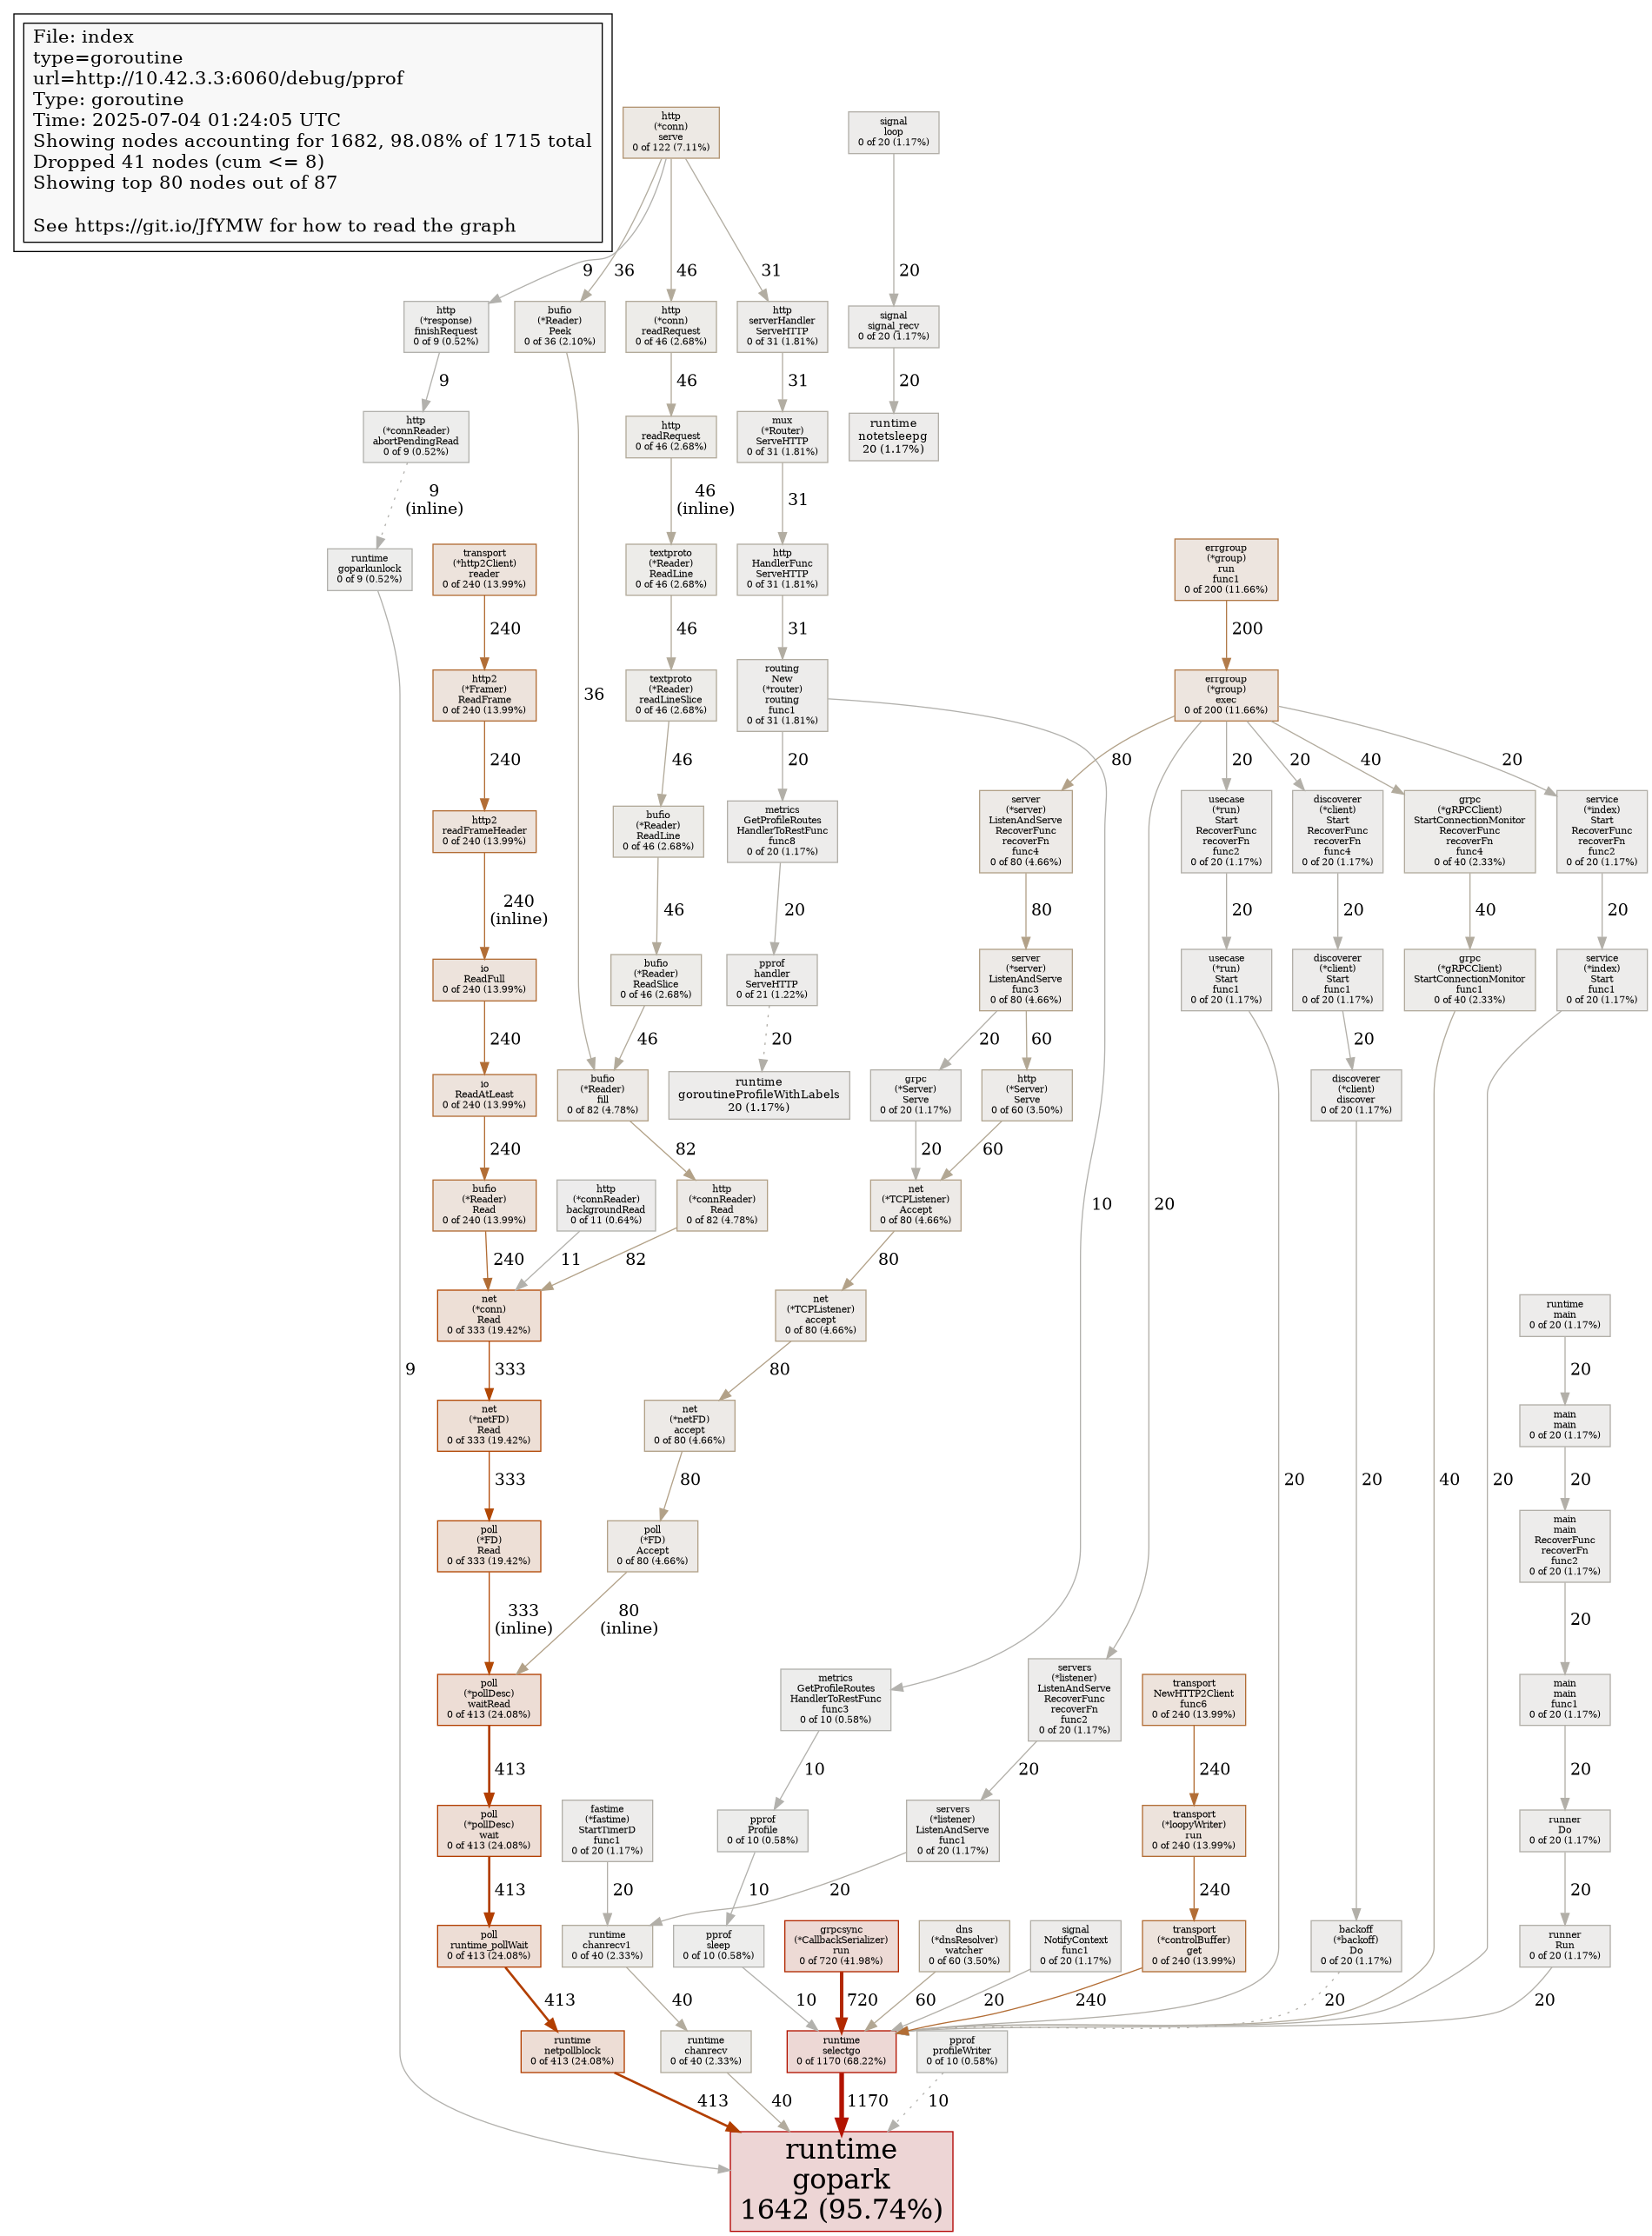 File: index
type=goroutine
url=http://10.42.3.3:6060/debug/pprof
Type: goroutine
Time: 2025-07-04 01:24:05 UTC
Showing nodes accounting for 1682, 98.08% of 1715 total
Dropped 41 nodes (cum <= 8)
Showing top 80 nodes out of 87
See https://git.io/JfYMW for how to read the graph
http
(*conn)
serve
0 of 122 (7.11%)
signal
loop
0 of 20 (1.17%)
9
36
46
31
20
http
(*response)
finishRequest
0 of 9 (0.52%)
bufio
(*Reader)
Peek
0 of 36 (2.10%)
http
(*conn)
readRequest
0 of 46 (2.68%)
http
serverHandler
ServeHTTP
0 of 31 (1.81%)
signal
signal_recv
0 of 20 (1.17%)
9
46
31
20
http
(*connReader)
abortPendingRead
0 of 9 (0.52%)
http
readRequest
0 of 46 (2.68%)
mux
(*Router)
ServeHTTP
0 of 31 (1.81%)
runtime
notetsleepg
20 (1.17%)
9
(inline)
46
(inline)
31
runtime
goparkunlock
0 of 9 (0.52%)
transport
(*http2Client)
reader
0 of 240 (13.99%)
textproto
(*Reader)
ReadLine
0 of 46 (2.68%)
http
HandlerFunc
ServeHTTP
0 of 31 (1.81%)
errgroup
(*group)
run
func1
0 of 200 (11.66%)
240
46
31
200
http2
(*Framer)
ReadFrame
0 of 240 (13.99%)
36
textproto
(*Reader)
readLineSlice
0 of 46 (2.68%)
routing
New
(*router)
routing
func1
0 of 31 (1.81%)
errgroup
(*group)
exec
0 of 200 (11.66%)
240
46
20
80
20
20
40
20
http2
readFrameHeader
0 of 240 (13.99%)
bufio
(*Reader)
ReadLine
0 of 46 (2.68%)
metrics
GetProfileRoutes
HandlerToRestFunc
func8
0 of 20 (1.17%)
server
(*server)
ListenAndServe
RecoverFunc
recoverFn
func4
0 of 80 (4.66%)
usecase
(*run)
Start
RecoverFunc
recoverFn
func2
0 of 20 (1.17%)
discoverer
(*client)
Start
RecoverFunc
recoverFn
func4
0 of 20 (1.17%)
grpc
(*gRPCClient)
StartConnectionMonitor
RecoverFunc
recoverFn
func4
0 of 40 (2.33%)
service
(*index)
Start
RecoverFunc
recoverFn
func2
0 of 20 (1.17%)
240
(inline)
46
20
80
20
20
40
20
io
ReadFull
0 of 240 (13.99%)
bufio
(*Reader)
ReadSlice
0 of 46 (2.68%)
pprof
handler
ServeHTTP
0 of 21 (1.22%)
server
(*server)
ListenAndServe
func3
0 of 80 (4.66%)
usecase
(*run)
Start
func1
0 of 20 (1.17%)
discoverer
(*client)
Start
func1
0 of 20 (1.17%)
grpc
(*gRPCClient)
StartConnectionMonitor
func1
0 of 40 (2.33%)
service
(*index)
Start
func1
0 of 20 (1.17%)
240
46
20
20
60
20
io
ReadAtLeast
0 of 240 (13.99%)
bufio
(*Reader)
fill
0 of 82 (4.78%)
runtime
goroutineProfileWithLabels
20 (1.17%)
grpc
(*Server)
Serve
0 of 20 (1.17%)
http
(*Server)
Serve
0 of 60 (3.50%)
discoverer
(*client)
discover
0 of 20 (1.17%)
240
82
20
60
bufio
(*Reader)
Read
0 of 240 (13.99%)
http
(*connReader)
backgroundRead
0 of 11 (0.64%)
http
(*connReader)
Read
0 of 82 (4.78%)
net
(*TCPListener)
Accept
0 of 80 (4.66%)
10
20
240
11
82
80
net
(*conn)
Read
0 of 333 (19.42%)
net
(*TCPListener)
accept
0 of 80 (4.66%)
runtime
main
0 of 20 (1.17%)
9
333
80
20
net
(*netFD)
Read
0 of 333 (19.42%)
net
(*netFD)
accept
0 of 80 (4.66%)
main
main
0 of 20 (1.17%)
333
80
20
20
40
20
20
poll
(*FD)
Read
0 of 333 (19.42%)
poll
(*FD)
Accept
0 of 80 (4.66%)
main
main
RecoverFunc
recoverFn
func2
0 of 20 (1.17%)
333
(inline)
80
(inline)
20
poll
(*pollDesc)
waitRead
0 of 413 (24.08%)
metrics
GetProfileRoutes
HandlerToRestFunc
func3
0 of 10 (0.58%)
servers
(*listener)
ListenAndServe
RecoverFunc
recoverFn
func2
0 of 20 (1.17%)
transport
NewHTTP2Client
func6
0 of 240 (13.99%)
main
main
func1
0 of 20 (1.17%)
413
10
20
240
20
poll
(*pollDesc)
wait
0 of 413 (24.08%)
fastime
(*fastime)
StartTimerD
func1
0 of 20 (1.17%)
pprof
Profile
0 of 10 (0.58%)
servers
(*listener)
ListenAndServe
func1
0 of 20 (1.17%)
transport
(*loopyWriter)
run
0 of 240 (13.99%)
runner
Do
0 of 20 (1.17%)
413
20
10
20
240
20
poll
runtime_pollWait
0 of 413 (24.08%)
runtime
chanrecv1
0 of 40 (2.33%)
pprof
sleep
0 of 10 (0.58%)
grpcsync
(*CallbackSerializer)
run
0 of 720 (41.98%)
dns
(*dnsResolver)
watcher
0 of 60 (3.50%)
signal
NotifyContext
func1
0 of 20 (1.17%)
transport
(*controlBuffer)
get
0 of 240 (13.99%)
backoff
(*backoff)
Do
0 of 20 (1.17%)
runner
Run
0 of 20 (1.17%)
413
40
10
720
60
20
240
20
20
runtime
netpollblock
0 of 413 (24.08%)
runtime
chanrecv
0 of 40 (2.33%)
runtime
selectgo
0 of 1170 (68.22%)
pprof
profileWriter
0 of 10 (0.58%)
413
40
1170
10
runtime
gopark
1642 (95.74%)